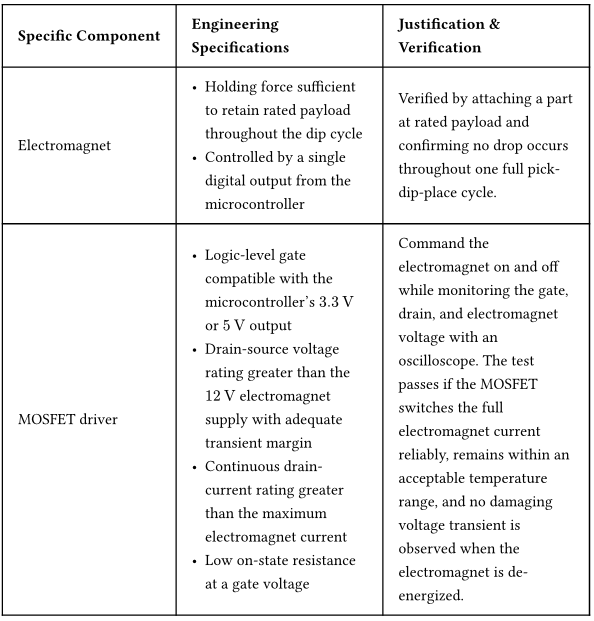 Specific Component
Engineering
Specifications
Justification &
Verification
Electromagnet
• Holding force sufficient
to retain rated payload
throughout the dip cycle
• Controlled by a single
digital output from the
microcontroller
Verified by attaching a part
at rated payload and
confirming no drop occurs
throughout one full pick-
dip-place cycle.
MOSFET driver
• Logic-level gate
compatible with the
microcontroller's 3.3 V
or 5 V output
• Drain-source voltage
rating greater than the
12 V electromagnet
supply with adequate
transient margin
• Continuous drain-
current rating greater
than the maximum
electromagnet current
• Low on-state resistance
at a gate voltage
Command the
electromagnet on and off
while monitoring the gate,
drain, and electromagnet
voltage with an
oscilloscope. The test
passes if the MOSFET
switches the full
electromagnet current
reliably, remains within an
acceptable temperature
range, and no damaging
voltage transient is
observed when the
electromagnet is de-
energized.